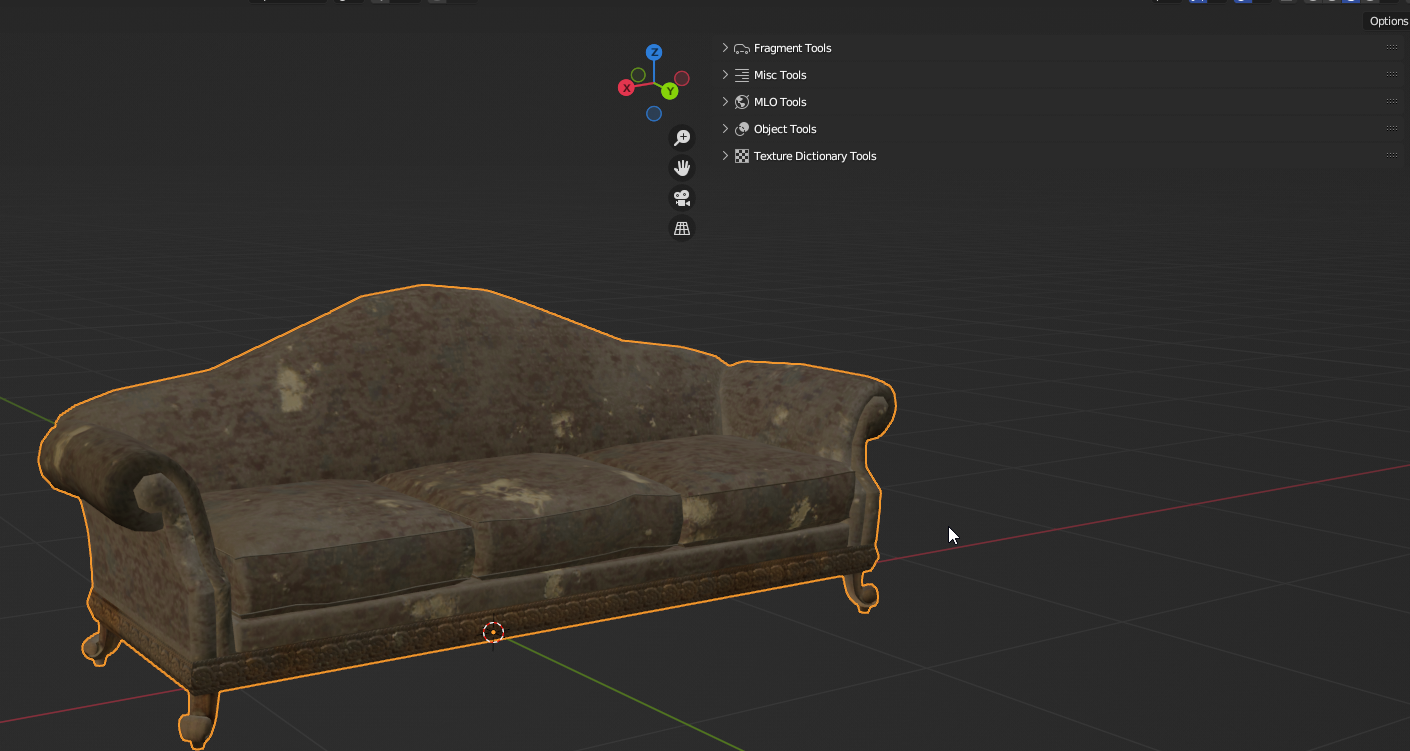 Options
Z
X
Y
Fragment Tools
Misc Tools
MLO Tools
Object Tools
Texture Dictionary Tools